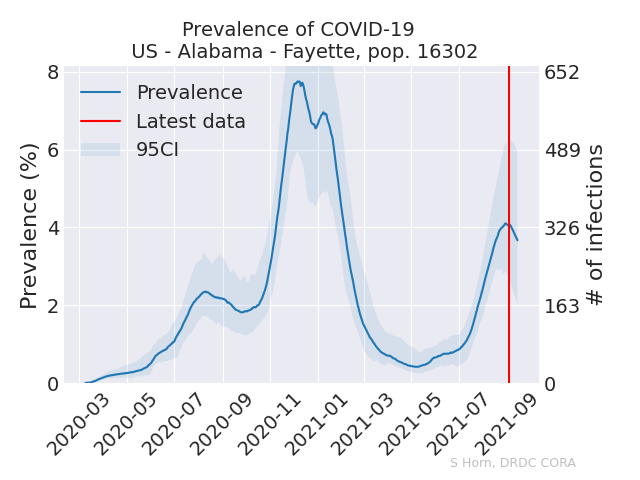 Prevalence of COVID-19
US - Alabama - Fayette, pop. 16302
Prevalence
Latest data
95CI
Prevalence (%)
8
6
4
2
0
652
489
326
163
0
# of infections
2020-03
2020-05
2020-07
2020-09
2020-11
2021-01
2021-03
2021-05
2021-07
2021-09
S Horn, DRDC CORA